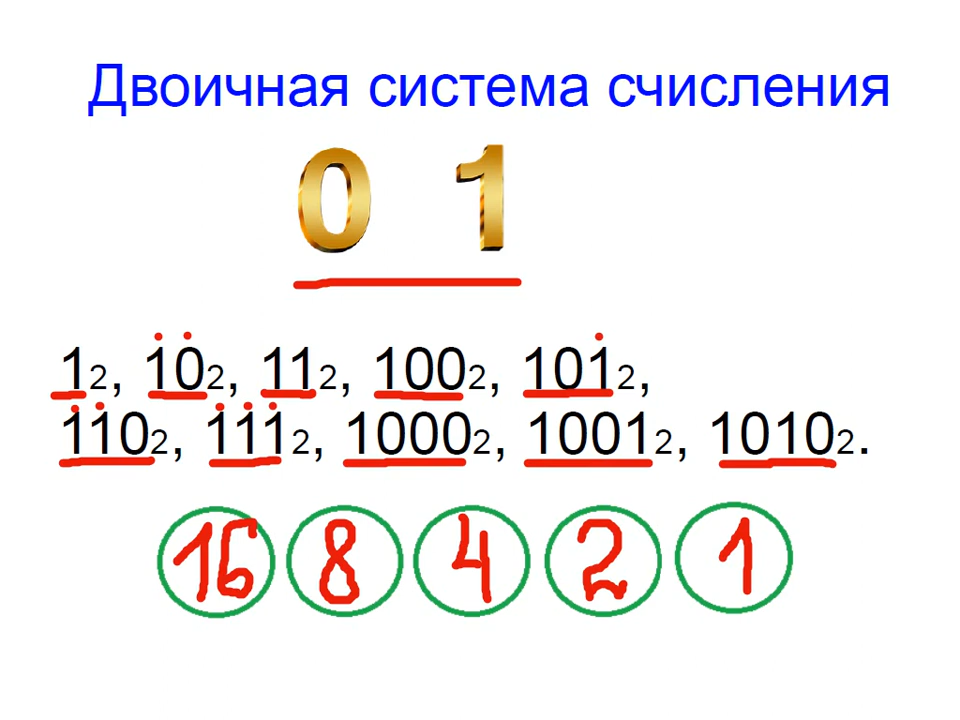 Двоичная система счисления
0 1
1₂, 10₂, 11₂, 100₂, 101₂,
110₂, 111₂, 1000₂, 1001₂, 1010₂.
16 8 4 2 1